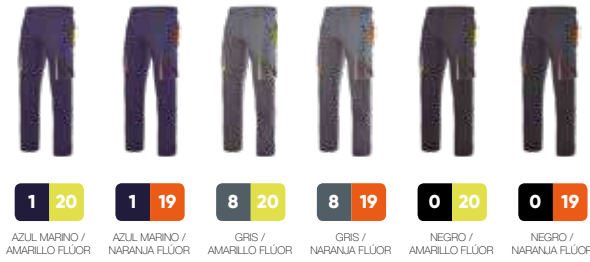 1 20 1 19 8 20 8 19 0 20 0 19
AZUL MARINO / AZUL MARINO / GRIS / GRIS / NEGRO / NEGRO /
AMARILLO FLÚOR NARANJA FLÚOR AMARILLO FLÚOR NARANJA FLÚOR AMARILLO FLÚOR NARANJA FLÚOR